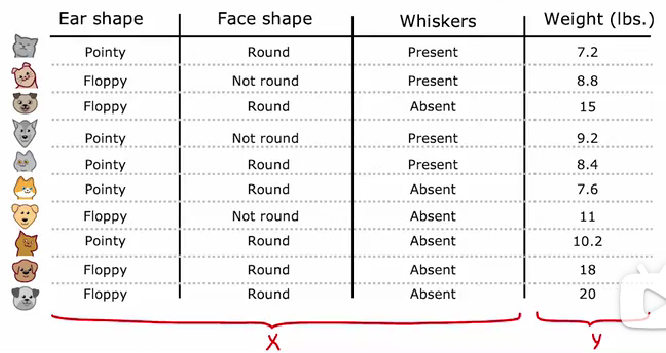 Ear shape Face shape Whiskers Weight (lbs.)
Pointy Round Present 7.2
Floppy Not round Present 8.8
Floppy Round Absent 15
Pointy Not round Present 9.2
Pointy Round Present 8.4
Pointy Round Absent 7.6
Floppy Not round Absent 11
Pointy Round Absent 10.2
Floppy Round Absent 18
Floppy Round Absent 20
X y